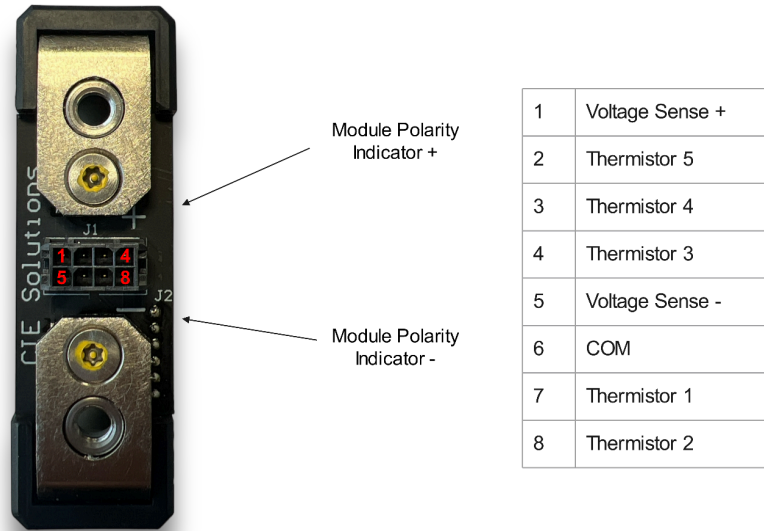 CIE Solutions
+
J1
1 4
5 8
J2
-
Module Polarity
Indicator +
Module Polarity
Indicator -
1 Voltage Sense +
2 Thermistor 5
3 Thermistor 4
4 Thermistor 3
5 Voltage Sense -
6 COM
7 Thermistor 1
8 Thermistor 2